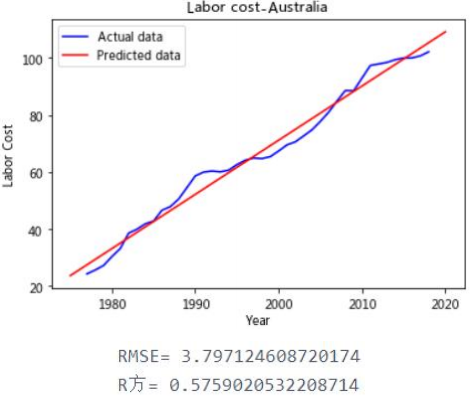 Labor cost-Australia
Actual data
Predicted data
100
80
60
40
20
Labor Cost
1980 1990 2000 2010 2020
Year
RMSE= 3.797124608720174
R方= 0.5759020532208714